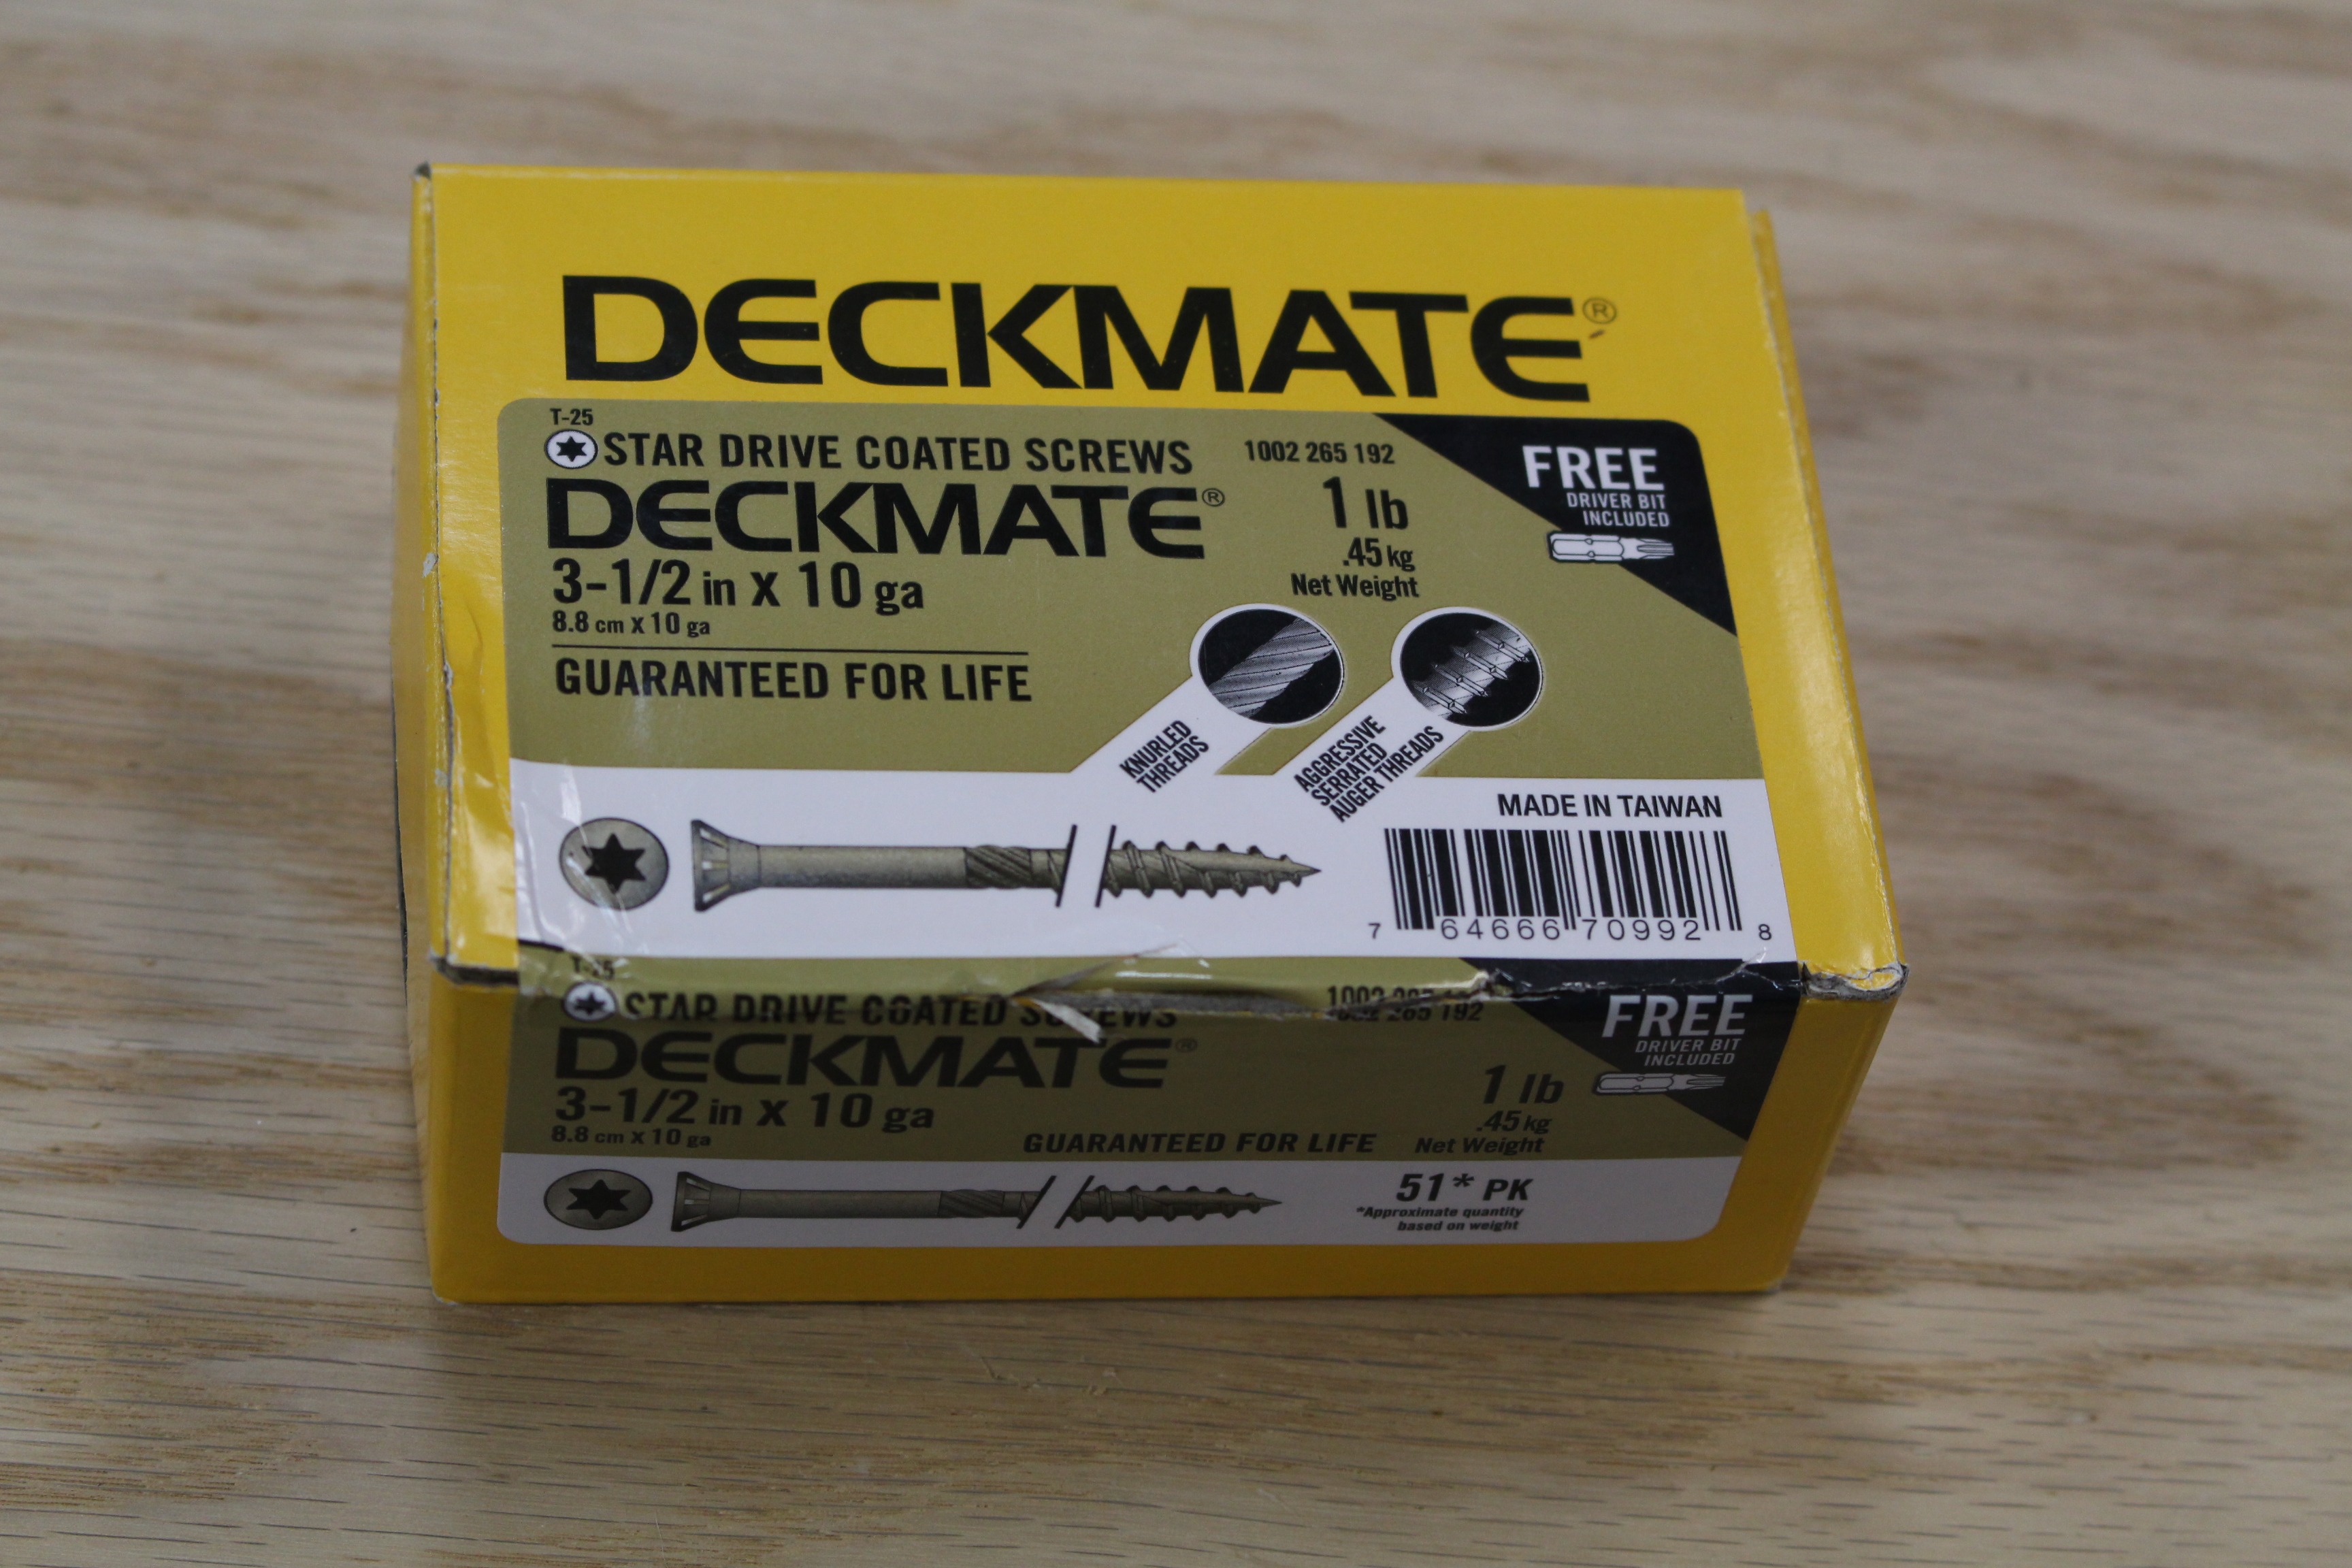 DECKMATE®
T-25
STAR DRIVE COATED SCREWS
DECKMATE®
3-1/2 in x 10 ga
8.8 cm x 10 ga
GUARANTEED FOR LIFE
1002 265 192
1 lb
.45 kg
Net Weight
FREE
DRIVER BIT
INCLUDED
KNURLED
THREADS
AGGRESSIVE
SERRATED
AUGER THREADS
MADE IN TAIWAN
7 64666 70992 8
T-25
STAR DRIVE COATED SCREWS
1002 265 192
DECKMATE®
3-1/2 in x 10 ga
8.8 cm x 10 ga
GUARANTEED FOR LIFE
1 lb
.45 kg
Net Weight
FREE
DRIVER BIT
INCLUDED
51* PK
*Approximate quantity
based on weight